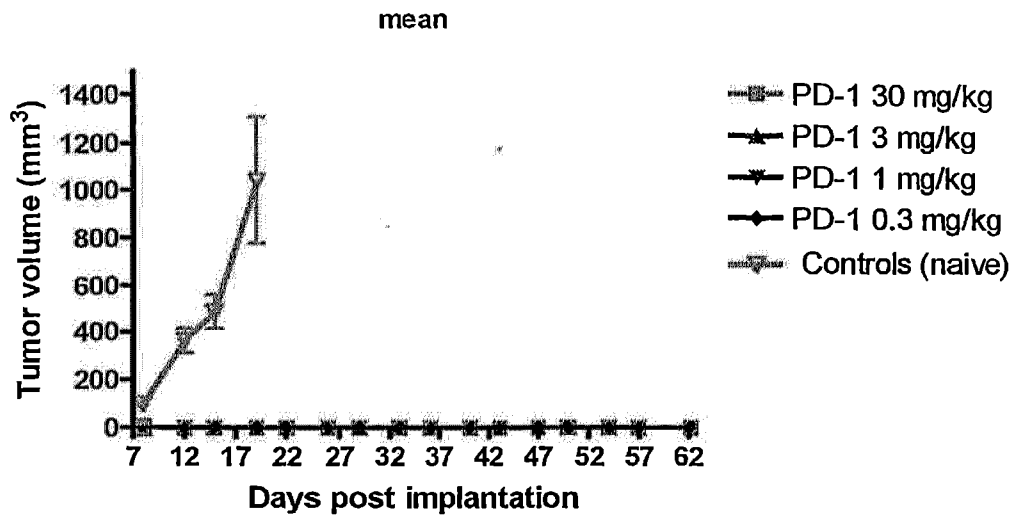 mean
Tumor volume (mm³)
1400
1200
1000
800
600
400
200
0
7 12 17 22 27 32 37 42 47 52 57 62
Days post implantation
PD-1 30 mg/kg
PD-1 3 mg/kg
PD-1 1 mg/kg
PD-1 0.3 mg/kg
Controls (naive)